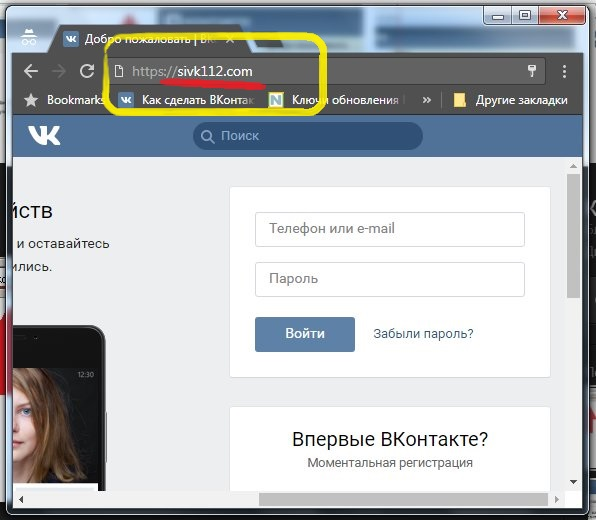 Добро пожаловать | ВК
https://sivk112.com
Bookmarks Как сделать ВКонтак Ключи обновления » Другие закладки
Поиск
йств
и оставайтесь
ились.
Телефон или e-mail
Пароль
Войти Забыли пароль?
12:30
Впервые ВКонтакте?
Моментальная регистрация